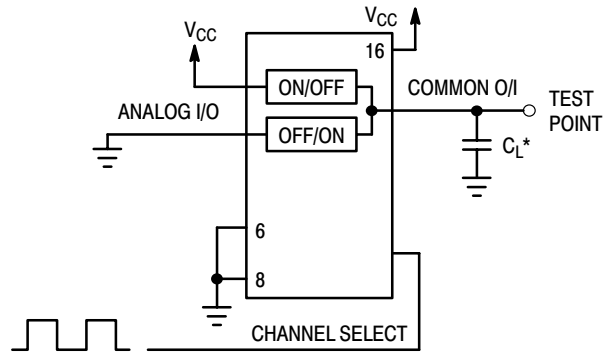 VCC
VCC
16
ON/OFF
COMMON O/I
ANALOG I/O
OFF/ON
TEST
POINT
CL*
6
8
CHANNEL SELECT